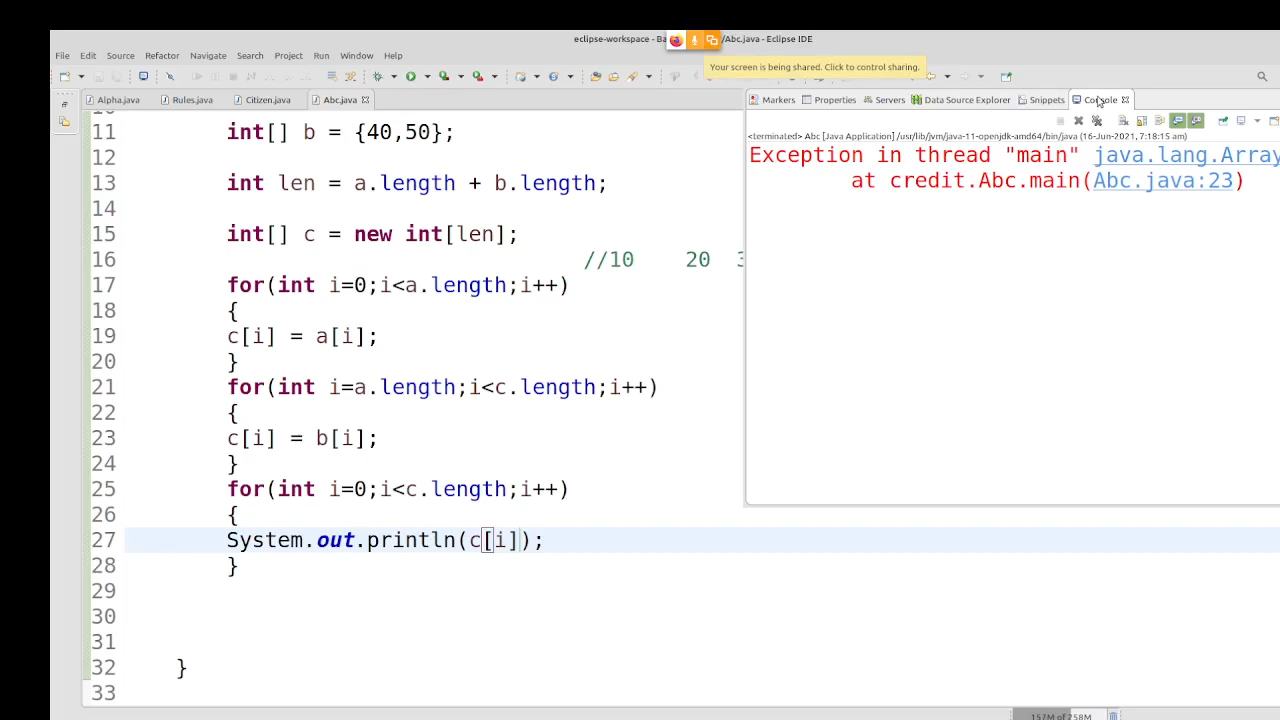 eclipse-workspace - Ba /Abc.java - Eclipse IDE
Your screen is being shared. Click to control sharing.
File Edit Source Refactor Navigate Search Project Run Window Help
Alpha.java Rules.java Citizen.java Abc.java
Markers Properties Servers Data Source Explorer Snippets Console
<terminated> Abc [Java Application] /usr/lib/jvm/java-11-openjdk-amd64/bin/java (16-Jun-2021, 7:18:15 am)
Exception in thread "main" java.lang.Array
at credit.Abc.main(Abc.java:23)
11 int[] b = {40,50};
12
13 int len = a.length + b.length;
14
15 int[] c = new int[len];
16 //10 20 3
17 for(int i=0;i<a.length;i++)
18 {
19 c[i] = a[i];
20 }
21 for(int i=a.length;i<c.length;i++)
22 {
23 c[i] = b[i];
24 }
25 for(int i=0;i<c.length;i++)
26 {
27 System.out.println(c[i]);
28 }
29
30
31
32 }
33
157M of 258M